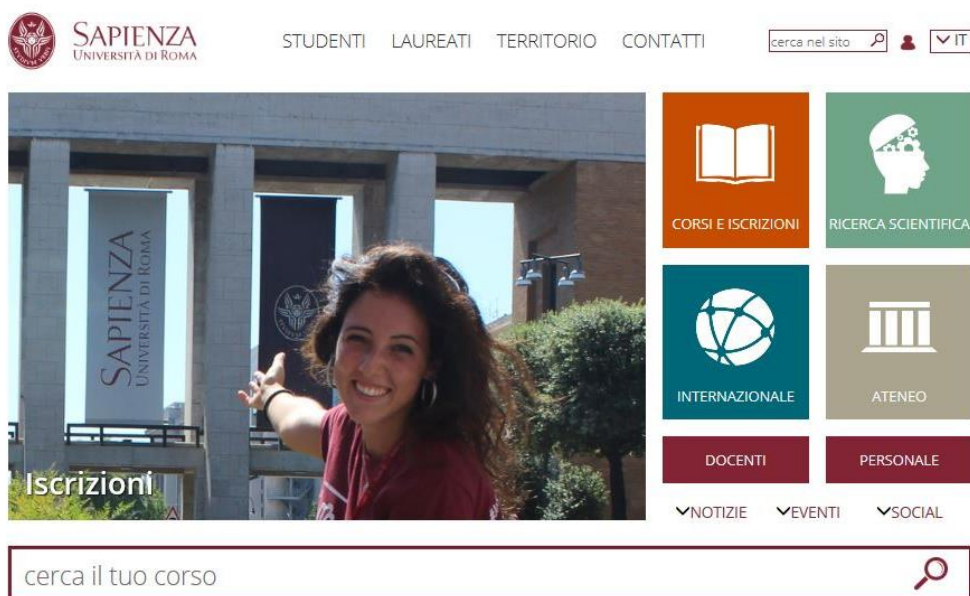 SAPIENZA
UNIVERSITÀ DI ROMA
STUDENTI LAUREATI TERRITORIO CONTATTI
cerca nel sito
IT
SAPIENZA
UNIVERSITÀ DI ROMA
Iscrizioni
CORSI E ISCRIZIONI
RICERCA SCIENTIFICA
INTERNAZIONALE
ATENEO
DOCENTI
PERSONALE
NOTIZIE EVENTI SOCIAL
cerca il tuo corso